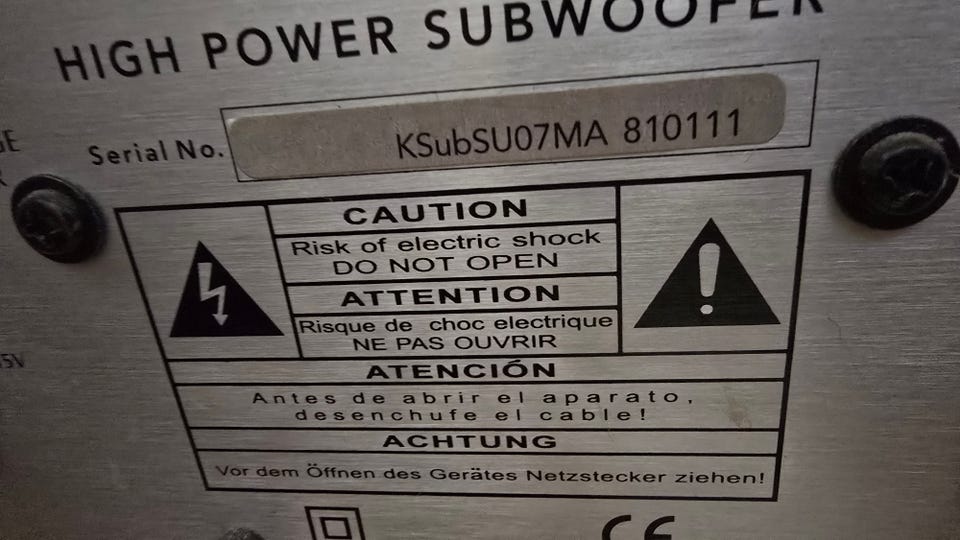 HIGH POWER SUBWOOFER
Serial No. KSubSU07MA 810111
CAUTION
Risk of electric shock
DO NOT OPEN
ATTENTION
Risque de choc electrique
NE PAS OUVRIR
ATENCIÓN
Antes de abrir el aparato,
desenchufe el cable!
ACHTUNG
Vor dem Öffnen des Gerätes Netzstecker ziehen!
CE